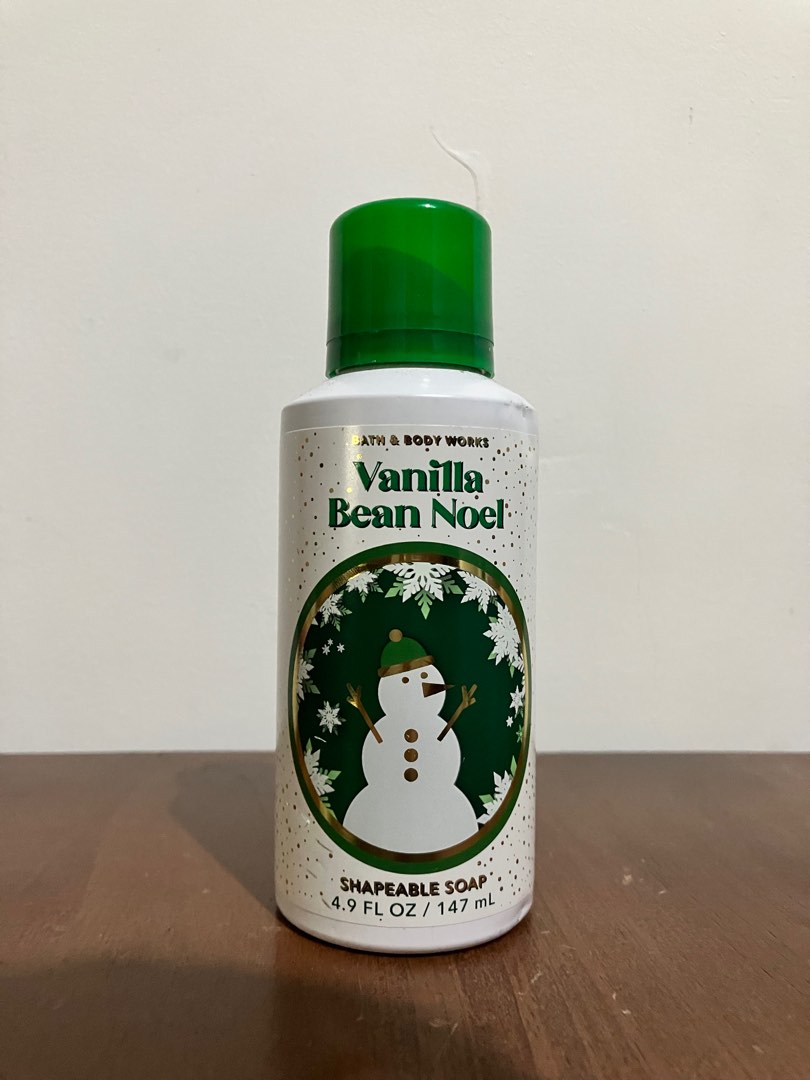 BATH & BODY WORKS
Vanilla
Bean Noel
SHAPEABLE SOAP
4.9 FL OZ / 147 mL